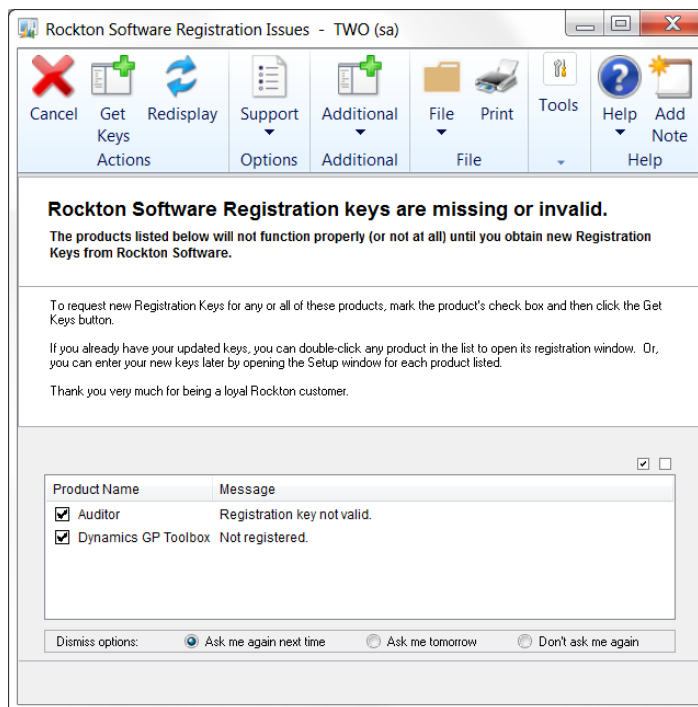 Rockton Software Registration Issues - TWO (sa)
Cancel Get Keys Redisplay Support Additional File Print Tools Help Add Note
Actions Options Additional File Help
Rockton Software Registration keys are missing or invalid.
The products listed below will not function properly (or not at all) until you obtain new Registration
Keys from Rockton Software.
To request new Registration Keys for any or all of these products, mark the product's check box and then click the Get
Keys button.
If you already have your updated keys, you can double-click any product in the list to open its registration window. Or,
you can enter your new keys later by opening the Setup window for each product listed.
Thank you very much for being a loyal Rockton customer.
Product Name Message
Auditor Registration key not valid.
Dynamics GP Toolbox Not registered.
Dismiss options: Ask me again next time Ask me tomorrow Don't ask me again